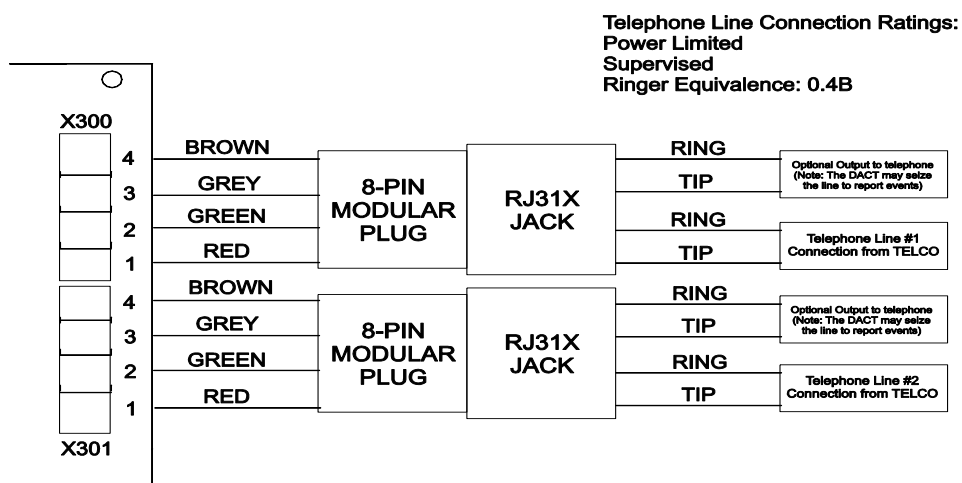 Telephone Line Connection Ratings:
Power Limited
Supervised
Ringer Equivalence: 0.4B
X300
4
BROWN
3
GREY
2
GREEN
1
RED
8-PIN
MODULAR
PLUG
RJ31X
JACK
RING
TIP
Optional Output to telephone
(Note: The DACT may seize
the line to report events)
RING
TIP
Telephone Line #1
Connection from TELCO
4
BROWN
3
GREY
2
GREEN
1
RED
X301
8-PIN
MODULAR
PLUG
RJ31X
JACK
RING
TIP
Optional Output to telephone
(Note: The DACT may seize
the line to report events)
RING
TIP
Telephone Line #2
Connection from TELCO